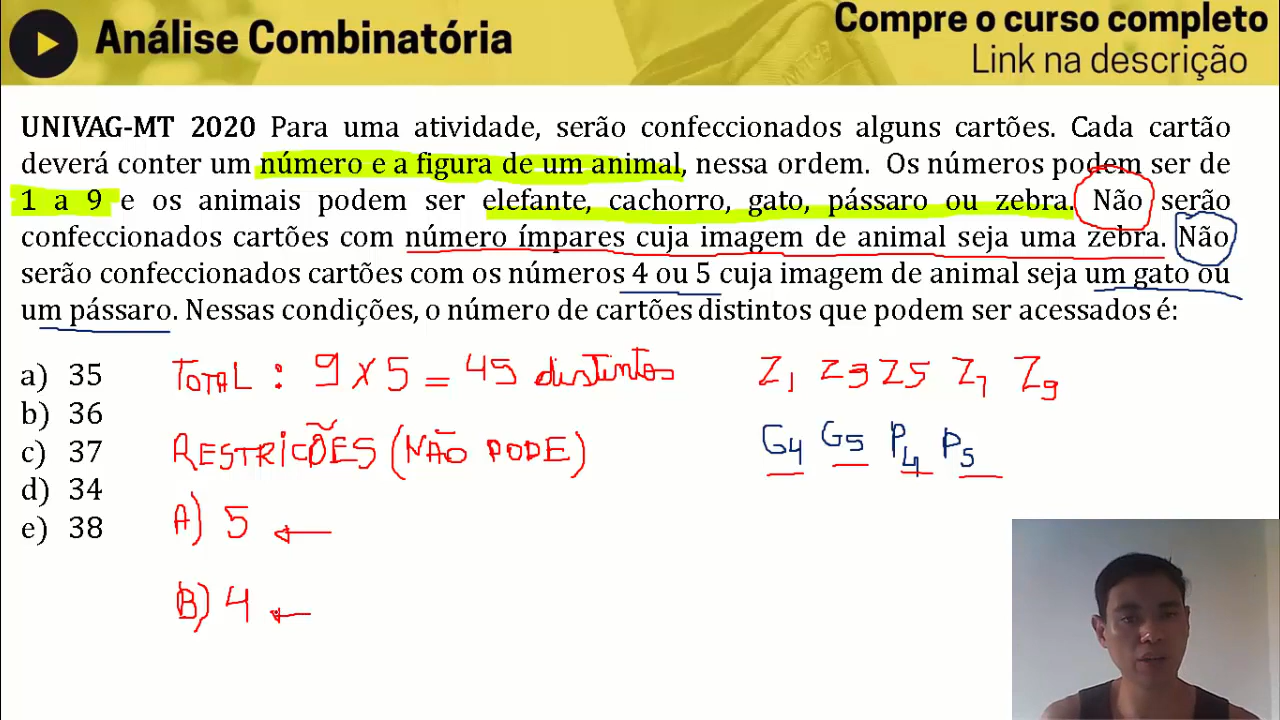 Análise Combinatória
Compre o curso completo
Link na descrição
UNIVAG-MT 2020 Para uma atividade, serão confeccionados alguns cartões. Cada cartão
deverá conter um número e a figura de um animal, nessa ordem. Os números podem ser de
1 a 9 e os animais podem ser elefante, cachorro, gato, pássaro ou zebra. Não serão
confeccionados cartões com número ímpares cuja imagem de animal seja uma zebra. Não
serão confeccionados cartões com os números 4 ou 5 cuja imagem de animal seja um gato ou
um pássaro. Nessas condições, o número de cartões distintos que podem ser acessados é:
a) 35
b) 36
c) 37
d) 34
e) 38
TOTAL : 9 x 5 = 45 distintos
RESTRICÕES (NÃO PODE)
A) 5
B) 4
Z1 Z3 Z5 Z7 Z9
G4 G5 P4 P5